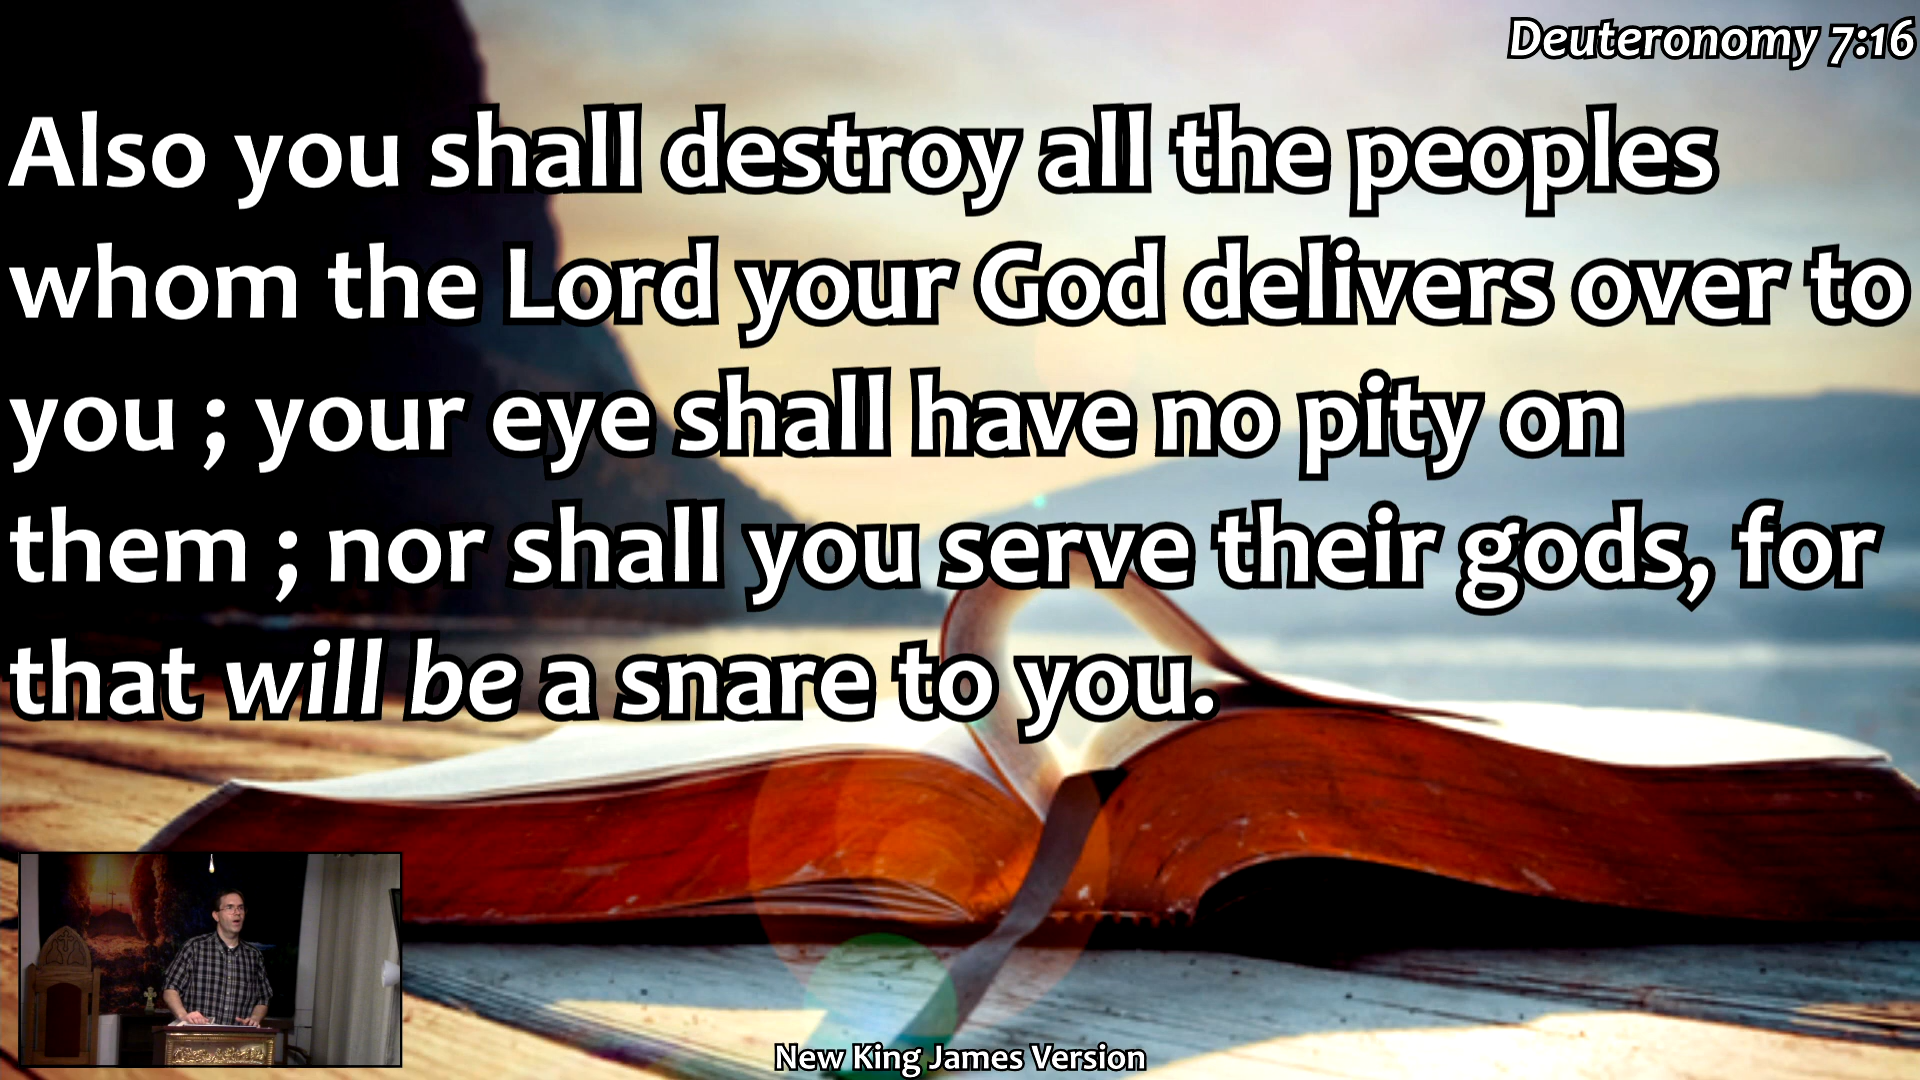 Deuteronomy 7:16
Also you shall destroy all the peoples
whom the Lord your God delivers over to
you ; your eye shall have no pity on
them ; nor shall you serve their gods, for
that will be a snare to you.
New King James Version